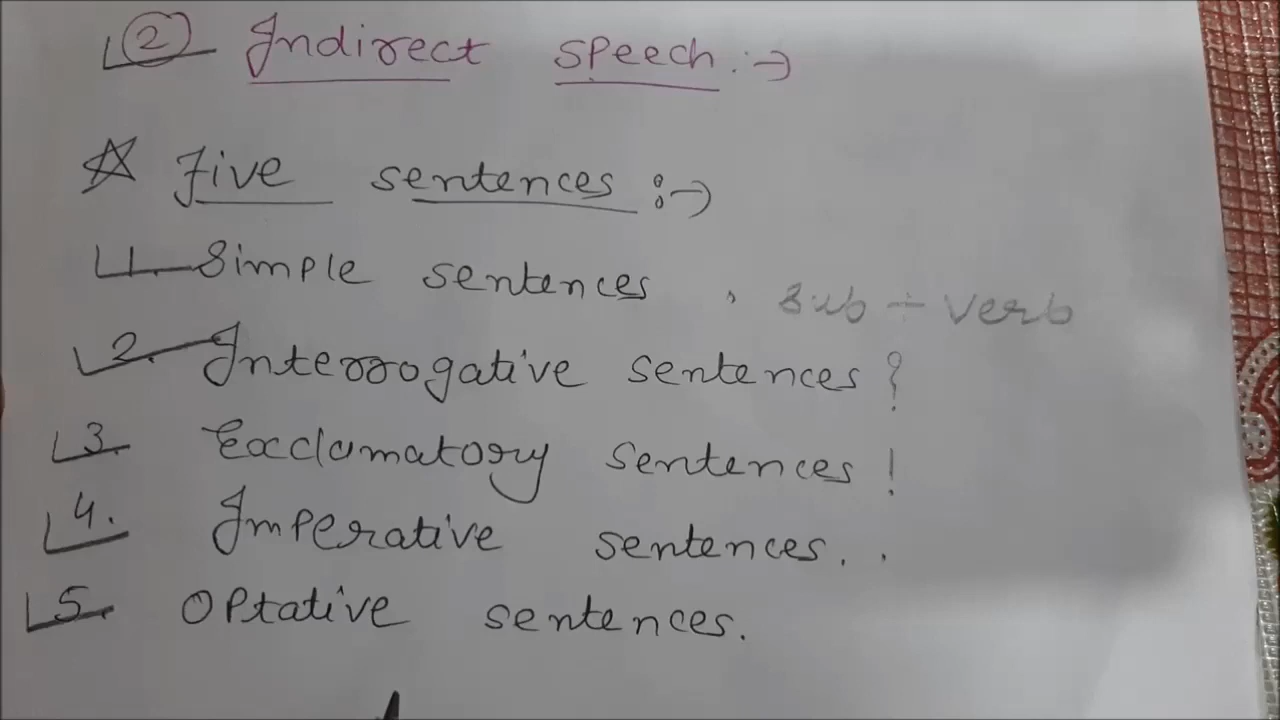 ② Indirect speech :→
☆ Five sentences :→
1. Simple sentences . sub + verb
2. Interrogative sentences ?
3. Exclamatory sentences !
4. Imperative sentences. .
5. Optative sentences.